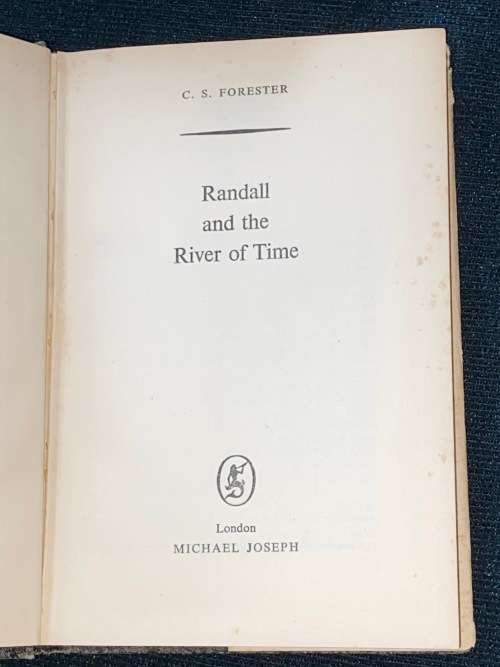 C. S. FORESTER
Randall
and the
River of Time
London
MICHAEL JOSEPH